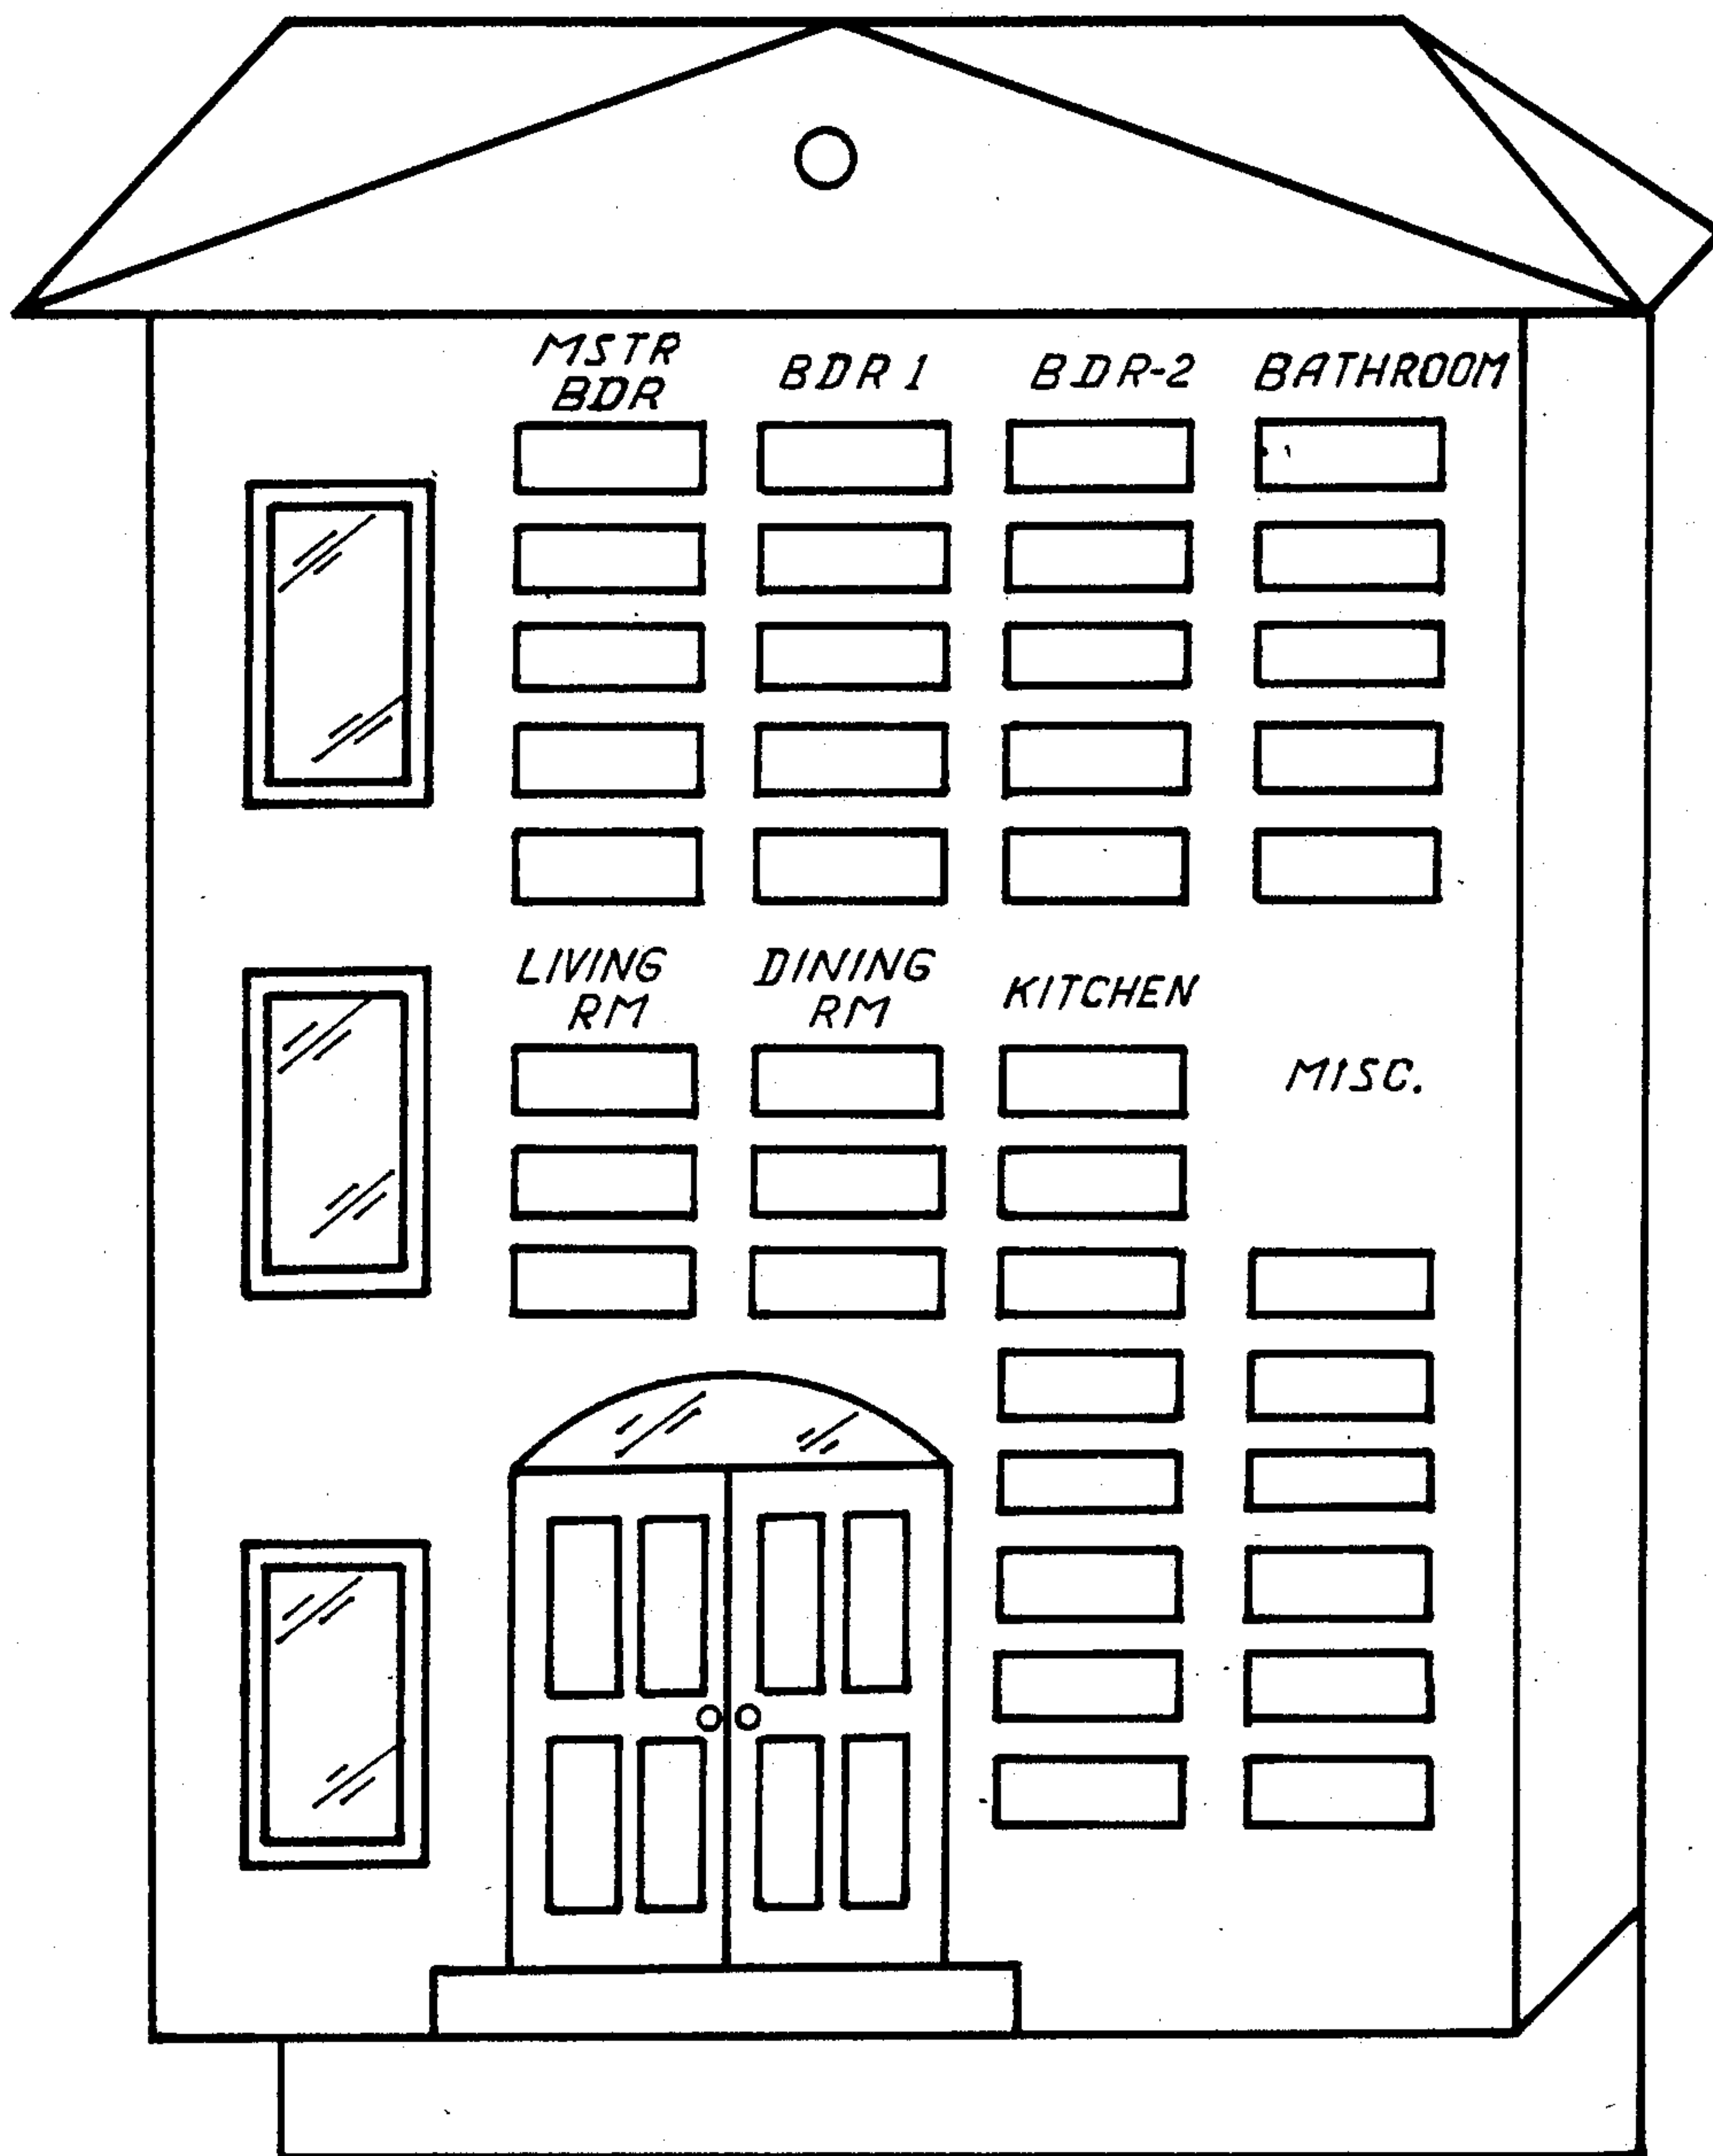 MSTR
BDR
BDR 1
BDR-2
BATHROOM
LIVING
RM
DINING
RM
KITCHEN
MISC.